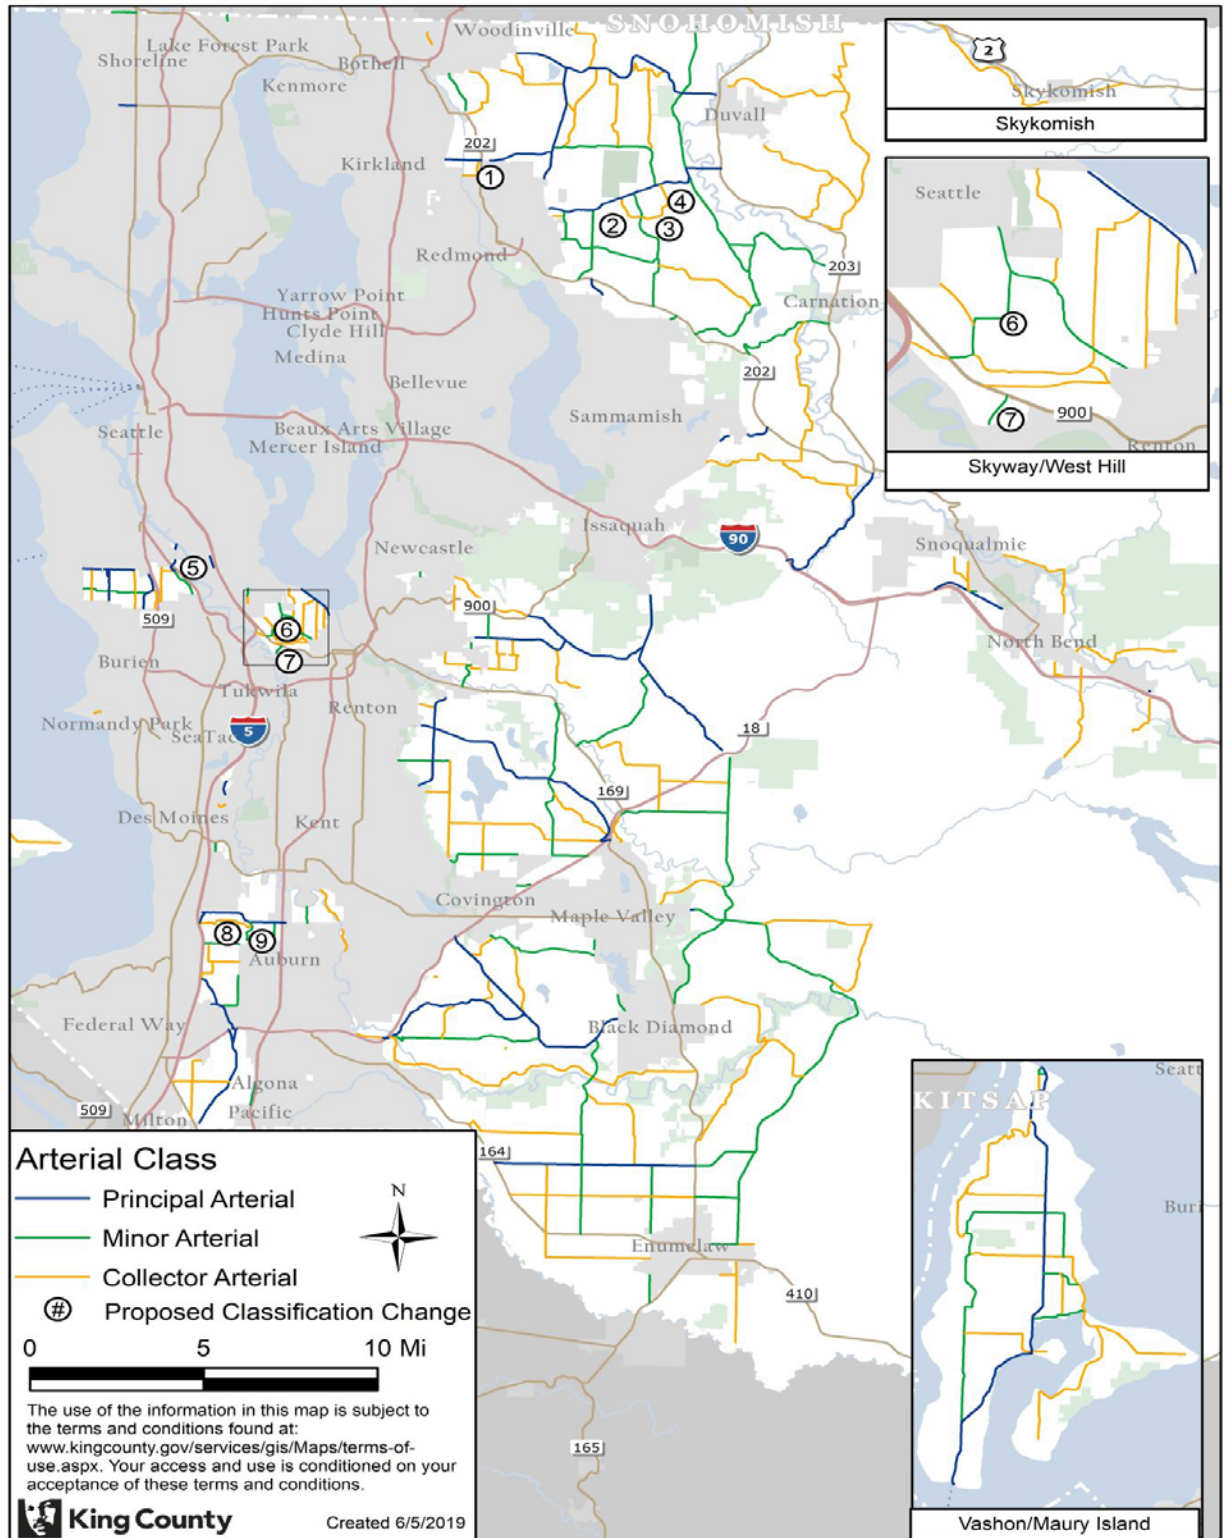 SNOHOMISH
Woodinville
Lake Forest Park
Shoreline
Bothell
Kenmore
Duvall
202
Kirkland
1
4
2
3
Redmond
203
Yarrow Point
Hunts Point
Clyde Hill
Carnation
Medina
202
Bellevue
Sammamish
Seattle
Beaux Arts Village
Mercer Island
Issaquah
90
Newcastle
Snoqualmie
5
900
509
6
North Bend
Burien
7
Tukwila
Renton
Normandy Park
SeaTac
5
18
169
Des Moines
Kent
Covington
Maple Valley
8
9
Auburn
Federal Way
Black Diamond
Algona
509
Pacific
Milton
164
Enumclaw
410
165
2
Skykomish
Skykomish
Seattle
6
7
900
Renton
Skyway/West Hill
Seatt
KITSAP
Buri
Vashon/Maury Island
Arterial Class
N
Principal Arterial
Minor Arterial
Collector Arterial
# Proposed Classification Change
0 5 10 Mi
The use of the information in this map is subject to
the terms and conditions found at:
www.kingcounty.gov/services/gis/Maps/terms-of-
use.aspx. Your access and use is conditioned on your
acceptance of these terms and conditions.
King County
Created 6/5/2019